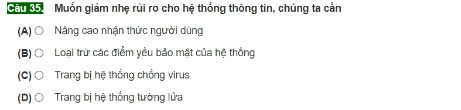 Câu 35. Muốn giảm nhẹ rủi ro cho hệ thống thông tin, chúng ta cần
(A) Nâng cao nhận thức người dùng
(B) Loại trừ các điểm yếu bảo mật của hệ thống
(C) Trang bị hệ thống chống virus
(D) Trang bị hệ thống tường lửa